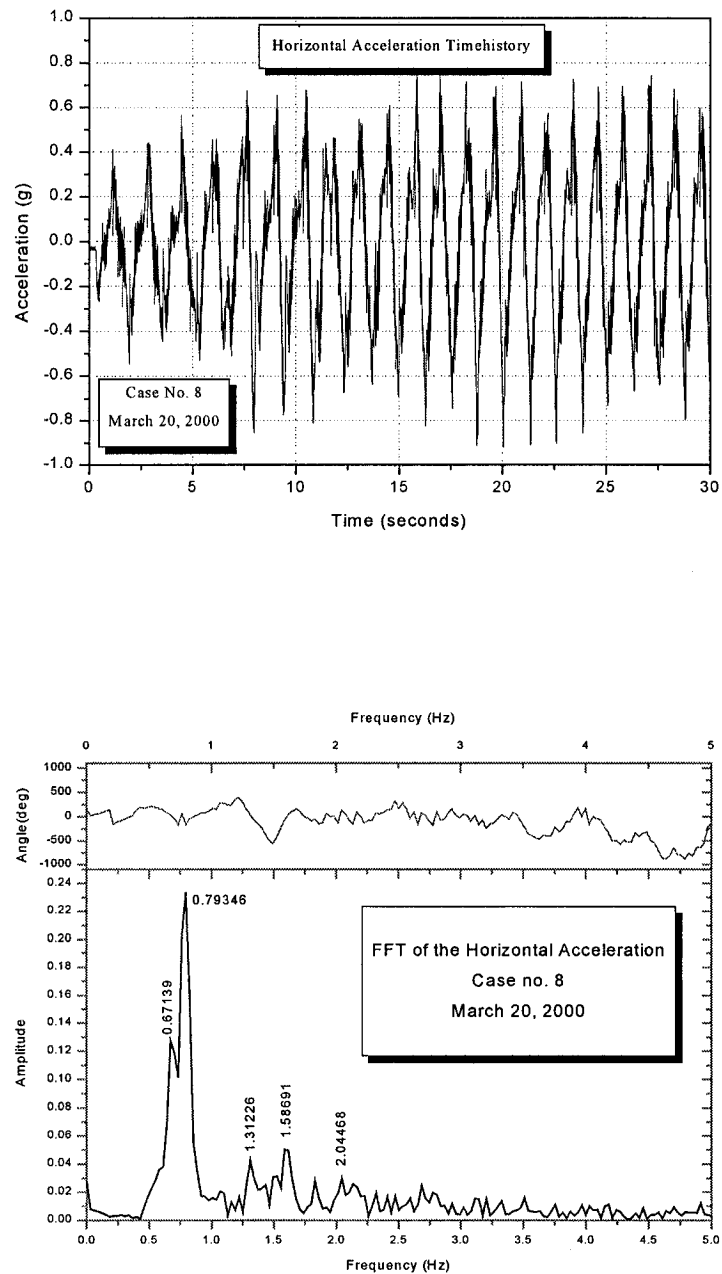 Horizontal Acceleration Timehistory
Acceleration (g)
1.0
0.8
0.6
0.4
0.2
0.0
-0.2
-0.4
-0.6
-0.8
-1.0
Case No. 8
March 20, 2000
0 5 10 15 20 25 30
Time (seconds)
Frequency (Hz)
0 1 2 3 4 5
Angle(deg)
1000
500
0
-500
-1000
Amplitude
0.24
0.22
0.20
0.18
0.16
0.14
0.12
0.10
0.08
0.06
0.04
0.02
0.00
0.67139
0.79346
1.31226
1.58691
2.04468
FFT of the Horizontal Acceleration
Case no. 8
March 20, 2000
0.0 0.5 1.0 1.5 2.0 2.5 3.0 3.5 4.0 4.5 5.0
Frequency (Hz)